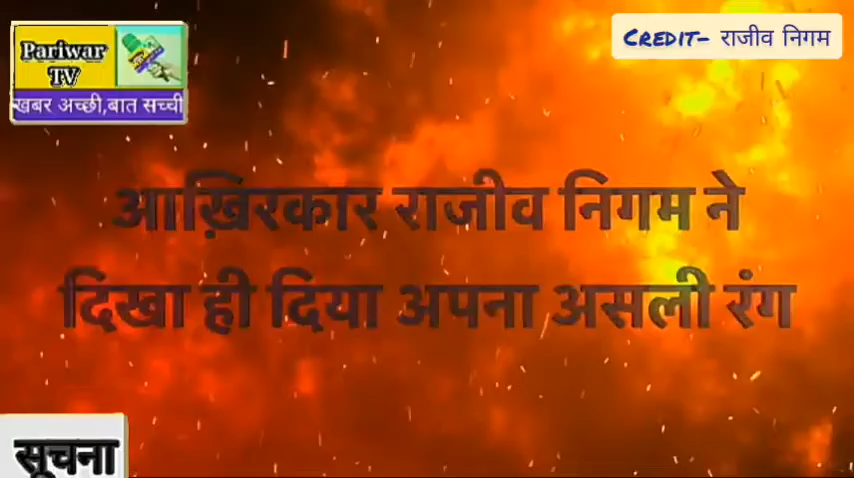 Pariwar
TV
खबर अच्छी,बात सच्ची
CREDIT- राजीव निगम
आख़िरकार राजीव निगम ने
दिखा ही दिया अपना असली रंग
सूचना